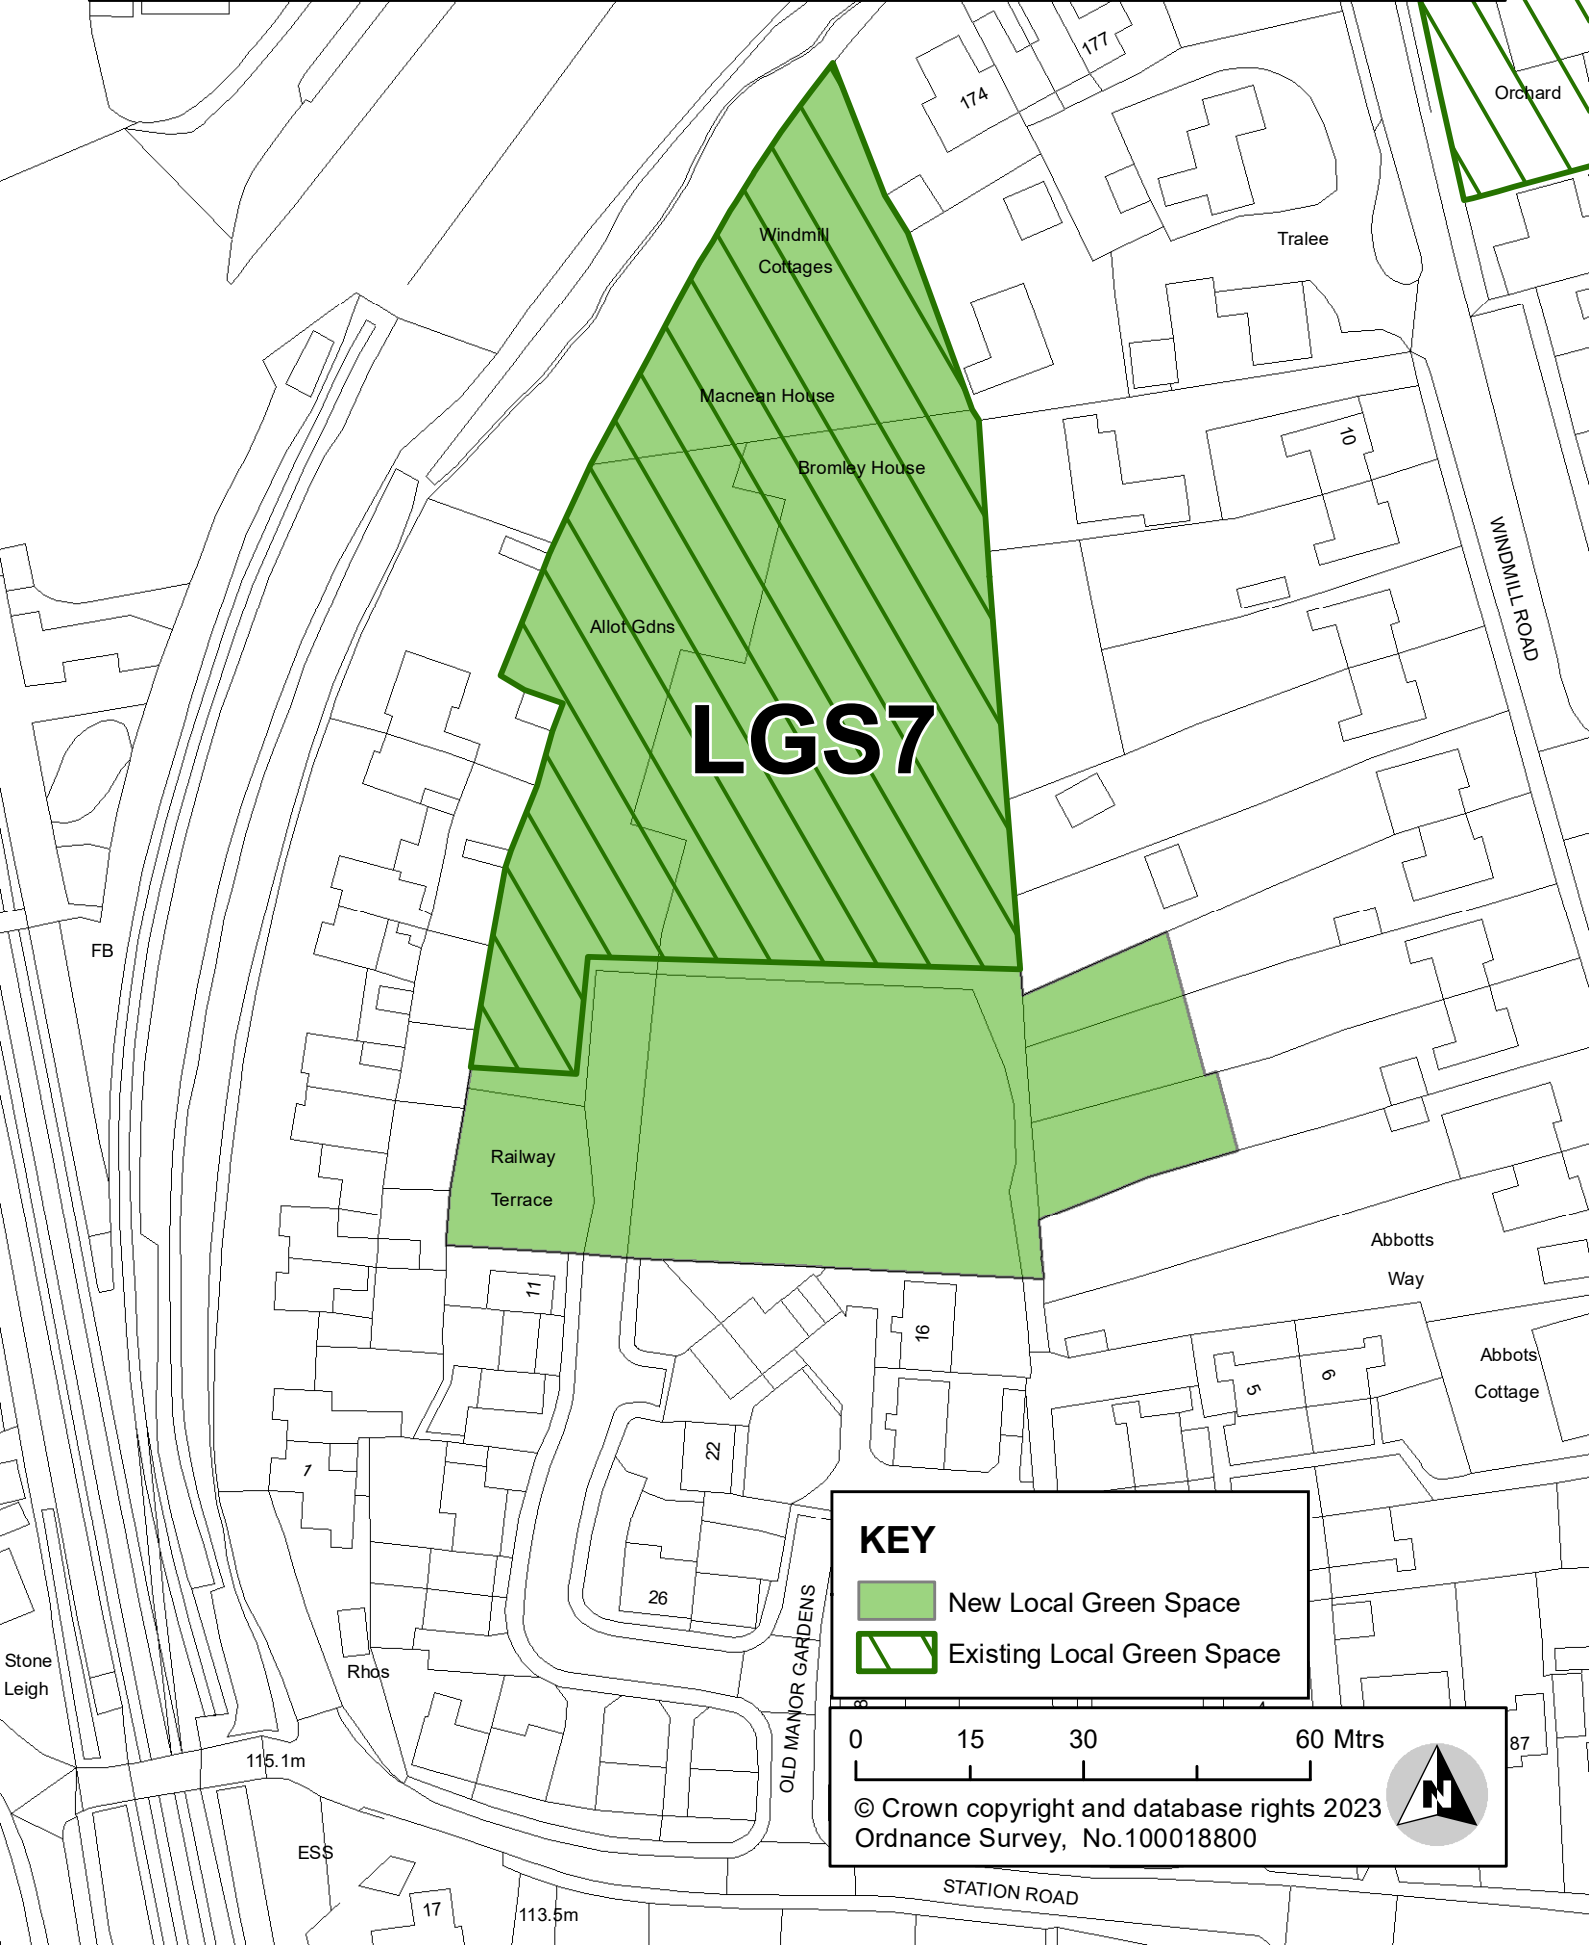 177
174
Orchard
Windmill
Cottages
Tralee
Macnean House
10
Bromley House
WINDMILL ROAD
Allot Gdns
LGS7
FB
Railway
Terrace
Abbotts
Way
11
16
Abbots
Cottage
5
6
22
1
KEY
New Local Green Space
26
Existing Local Green Space
OLD MANOR GARDENS
Stone
Leigh
Rhos
8
0 15 30 60 Mtrs
87
115.1m
© Crown copyright and database rights 2023
Ordnance Survey, No.100018800
N
ESS
STATION ROAD
17
113.5m